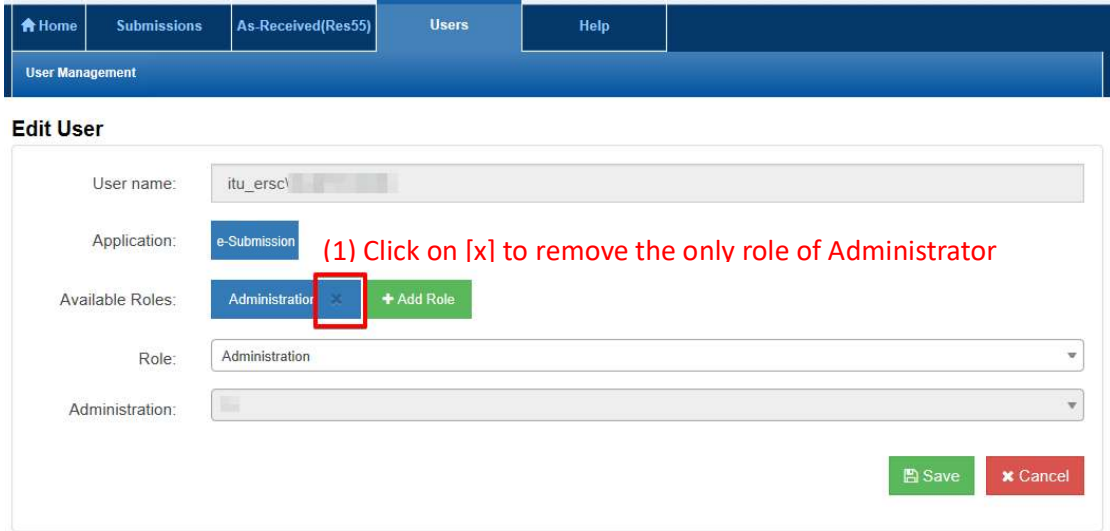 Home Submissions As-Received(Res55) Users Help
User Management
Edit User
User name: itu_ersc\
Application: e-Submission
(1) Click on [x] to remove the only role of Administrator
Available Roles: Administration × + Add Role
Role: Administration
Administration:
Save × Cancel